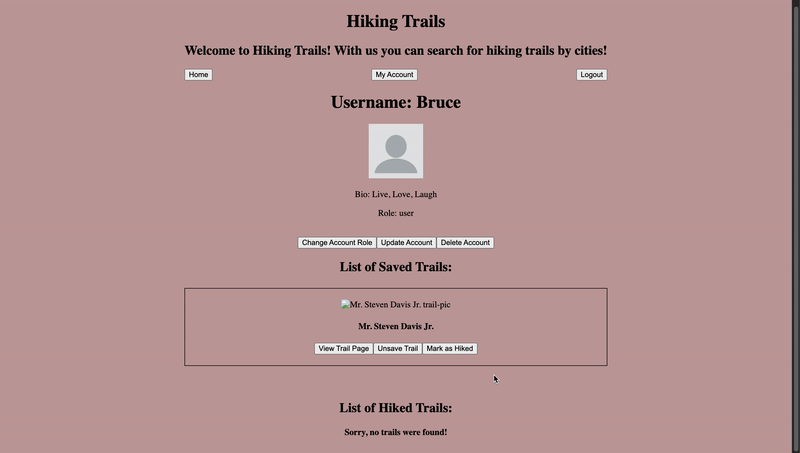 Hiking Trails
Welcome to Hiking Trails! With us you can search for hiking trails by cities!
Home My Account Logout
Username: Bruce
Bio: Live, Love, Laugh
Role: user
Change Account Role Update Account Delete Account
List of Saved Trails:
Mr. Steven Davis Jr. trail-pic
Mr. Steven Davis Jr.
View Trail Page Unsave Trail Mark as Hiked
List of Hiked Trails:
Sorry, no trails were found!